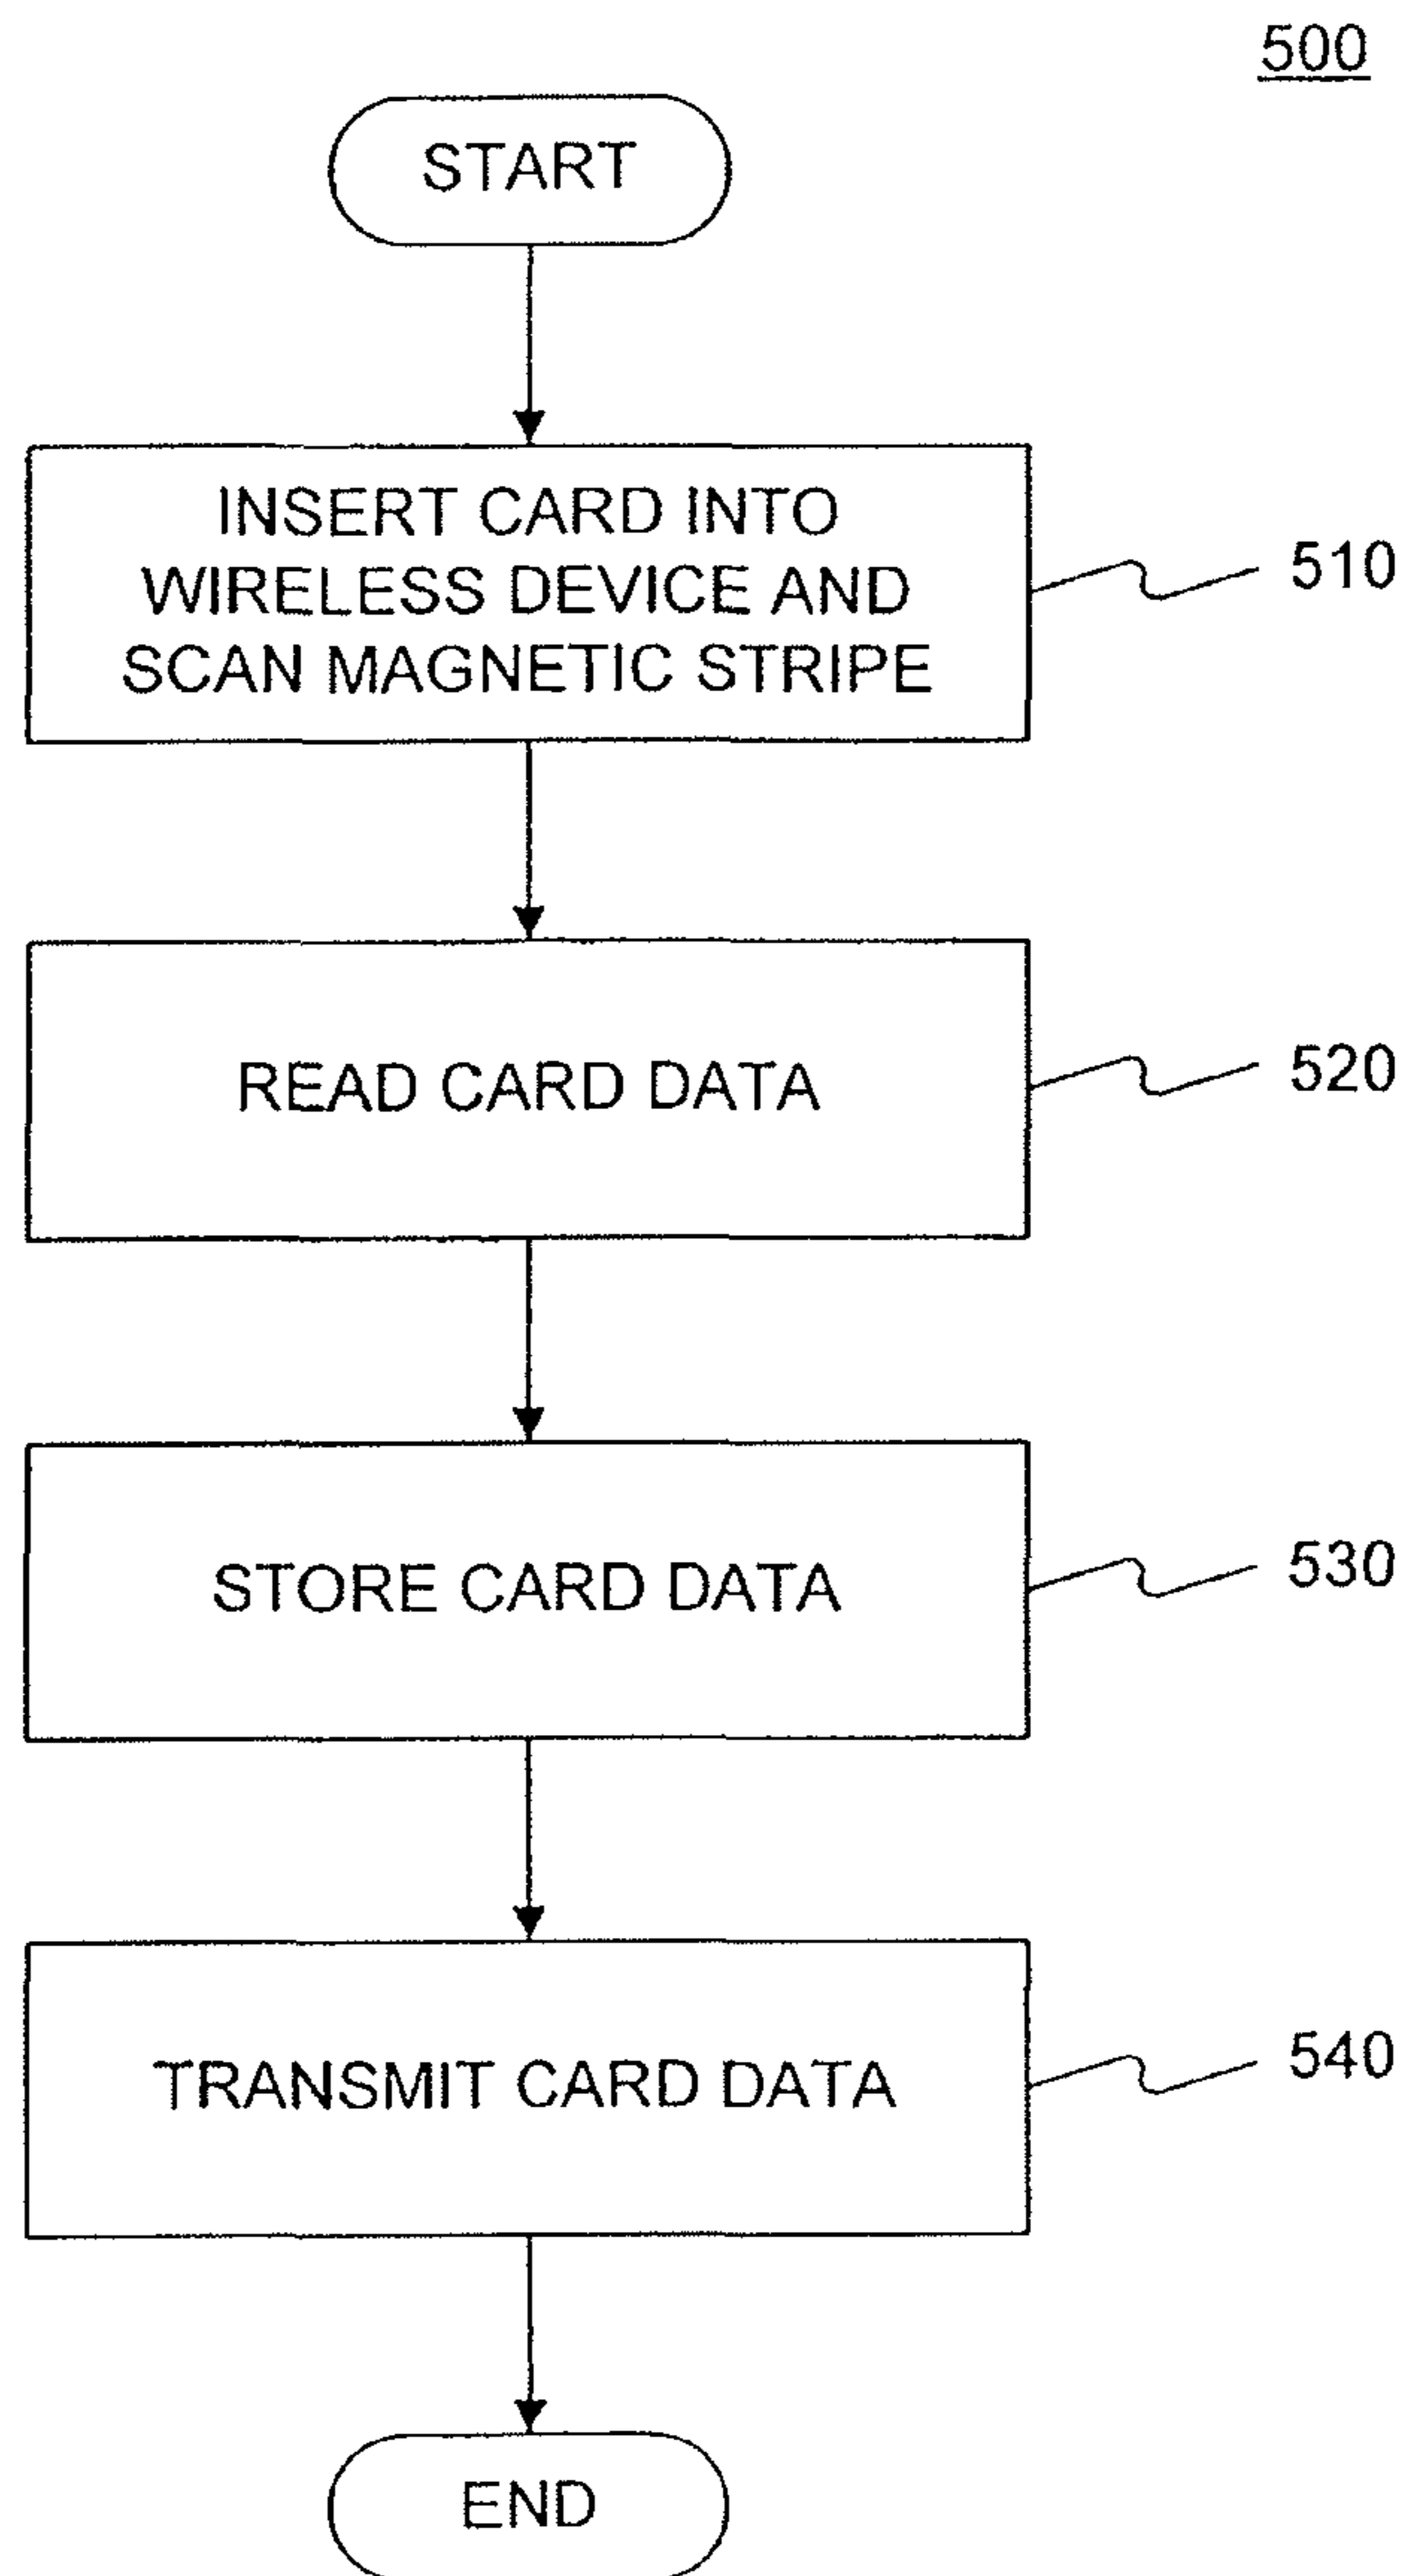 500
START
INSERT CARD INTO
WIRELESS DEVICE AND
SCAN MAGNETIC STRIPE
510
READ CARD DATA
520
STORE CARD DATA
530
TRANSMIT CARD DATA
540
END